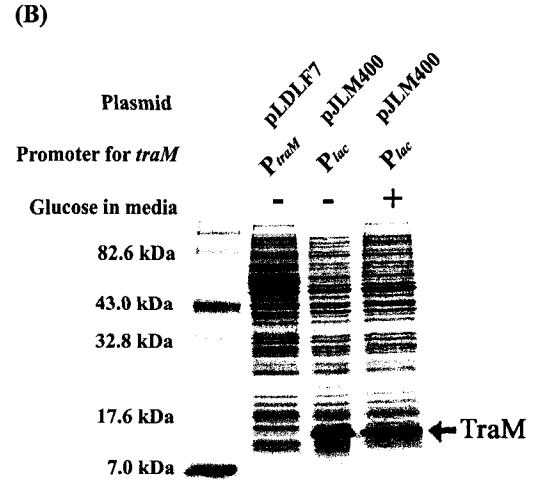 (B)
Plasmid pLDLF7 pJLM400 pJLM400
Promoter for traM PtraM Plac Plac
Glucose in media - - +
82.6 kDa
43.0 kDa
32.8 kDa
17.6 kDa
TraM
7.0 kDa